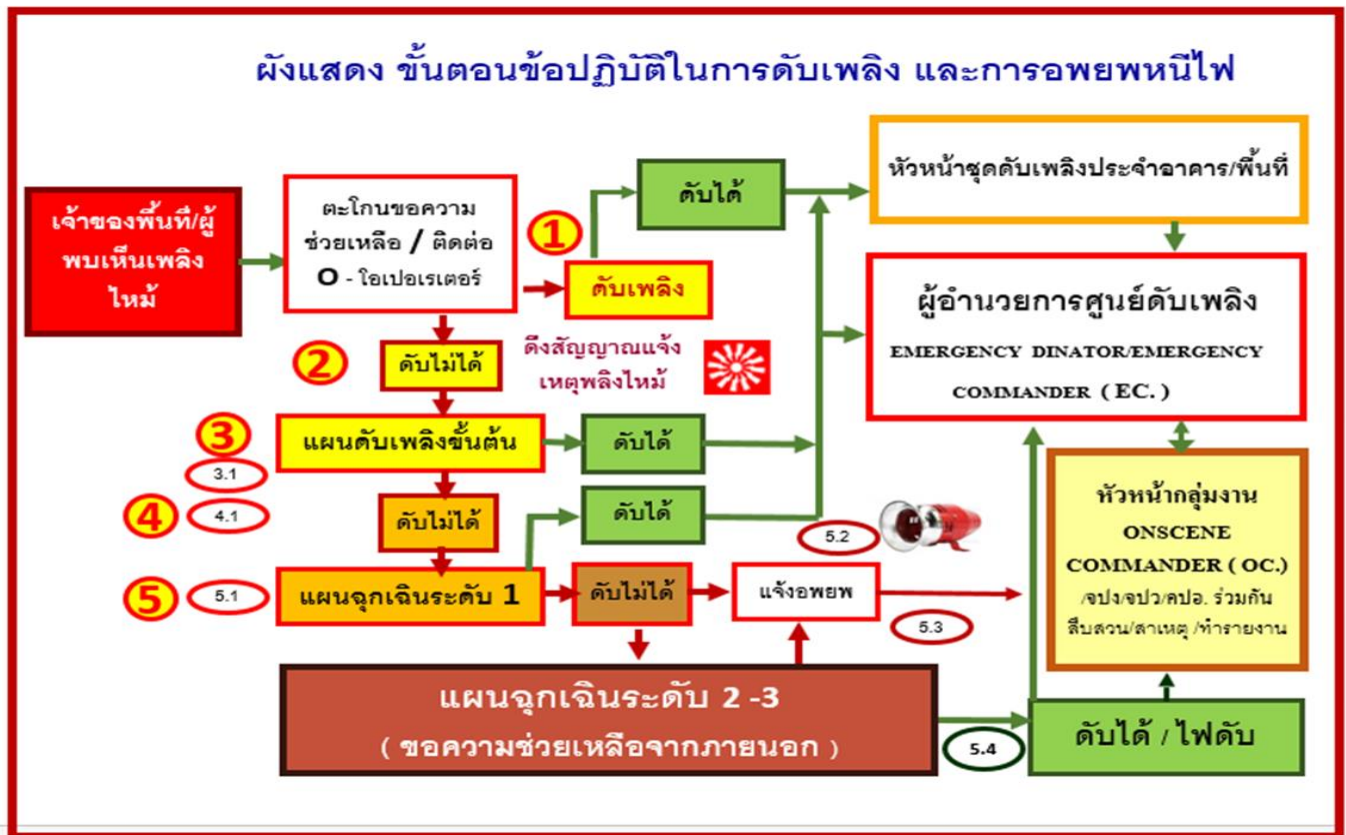 ผังแสดง ขั้นตอนข้อปฏิบัติในการดับเพลิง และการอพยพหนีไฟ
เจ้าของพื้นที่/ผู้
พบเห็นเพลิง
ไหม้
ตะโกนขอความ
ช่วยเหลือ / ติดต่อ
O - โอเปอเรเตอร์
1
ดับเพลิง
ดับได้
หัวหน้าชุดดับเพลิงประจำอาคาร/พื้นที่
ผู้อำนวยการศูนย์ดับเพลิง
EMERGENCY DINATOR/EMERGENCY
COMMANDER ( EC. )
2
ดับไม่ได้
ดึงสัญญาณแจ้ง
เหตุพลิงไหม้
3
แผนดับเพลิงขั้นต้น
ดับได้
3.1
4
4.1
ดับไม่ได้
ดับได้
5.2
หัวหน้ากลุ่มงาน
ONSCENE
COMMANDER ( OC.)
/จปง/จปว/คปอ. ร่วมกัน
สืบสวน/สาเหตุ /ทำรายงาน
5
5.1
แผนฉุกเฉินระดับ 1
ดับไม่ได้
แจ้งอพยพ
5.3
แผนฉุกเฉินระดับ 2 -3
( ขอความช่วยเหลือจากภายนอก )
5.4
ดับได้ / ไฟดับ